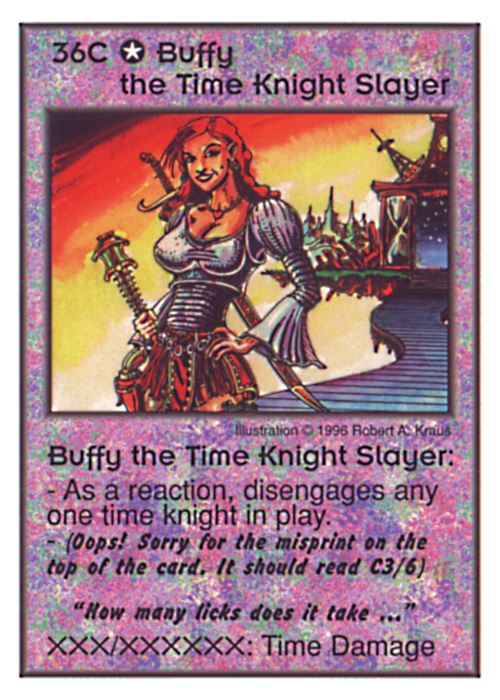 36C ✪ Buffy
the Time Knight Slayer
Illustration © 1996 Robert A. Kraus
Buffy the Time Knight Slayer:
- As a reaction, disengages any
one time knight in play.
- (Oops! Sorry for the misprint on the
top of the card. It should read C3/6)
"How many licks does it take ..."
XXX/XXXXXX: Time Damage